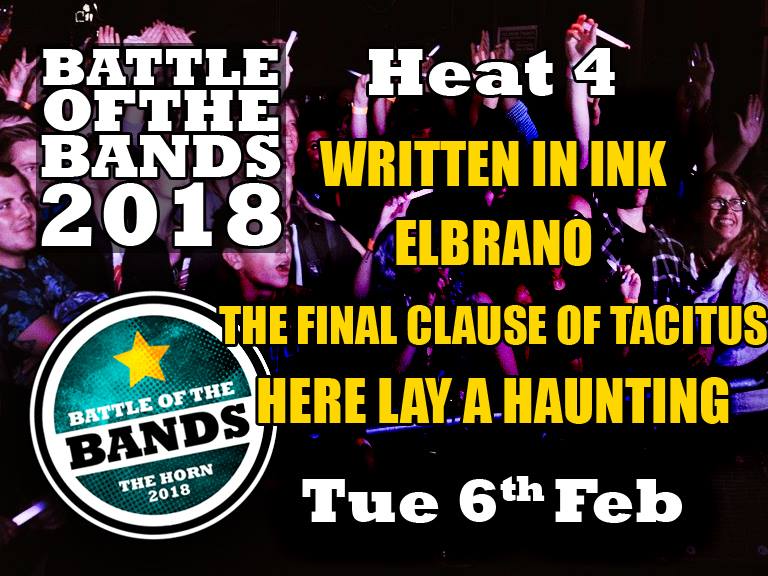 BATTLE
OF THE
BANDS
2018
Heat 4
WRITTEN IN INK
ELBRANO
THE FINAL CLAUSE OF TACITUS
HERE LAY A HAUNTING
BATTLE OF THE
BANDS
THE HORN
2018
Tue 6th Feb